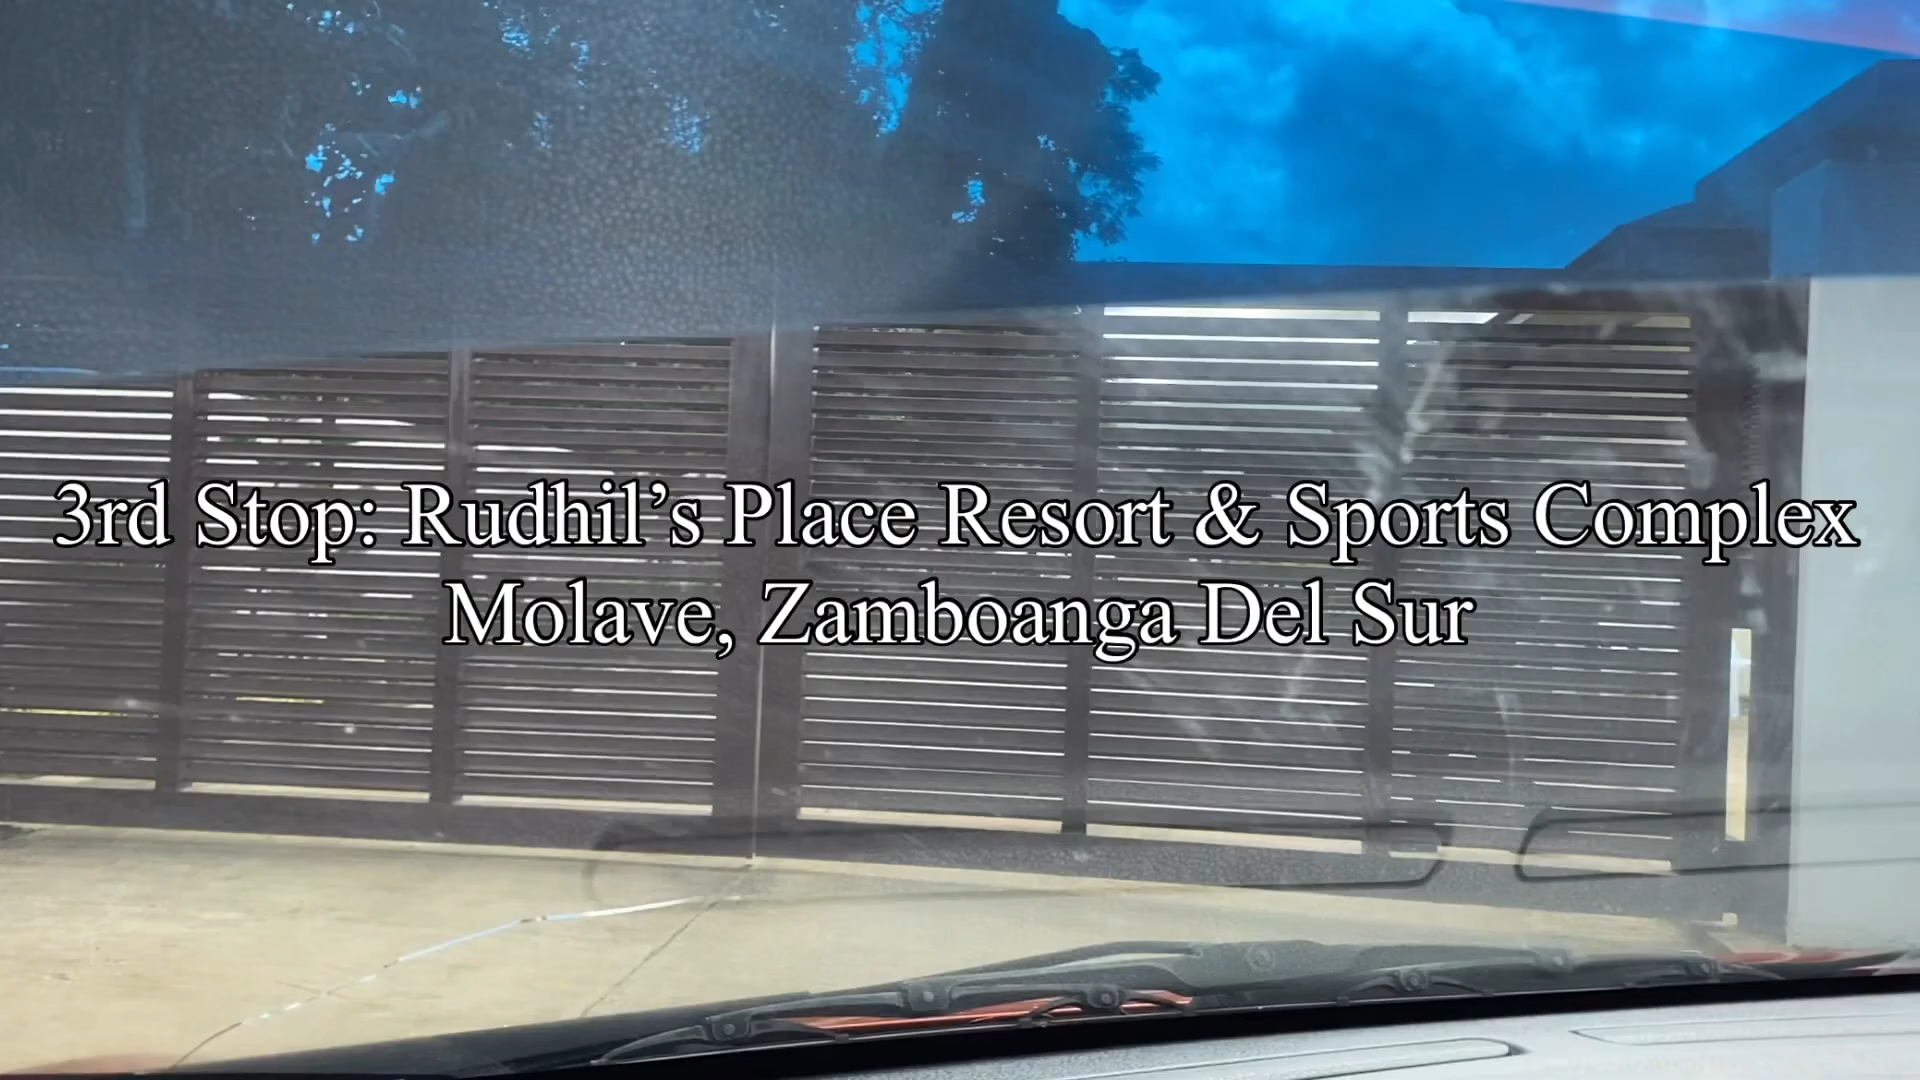 3rd Stop: Rudhil’s Place Resort & Sports Complex
Molave, Zamboanga Del Sur